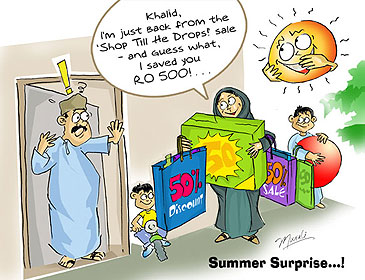 Khalid,
I'm just Back from the
'Shop Till He Drops!' sale
- and guess what,
I saved you
RO 500! . . . .
!
50
50%
Discount
50%
SALE
Summer Surprise...!